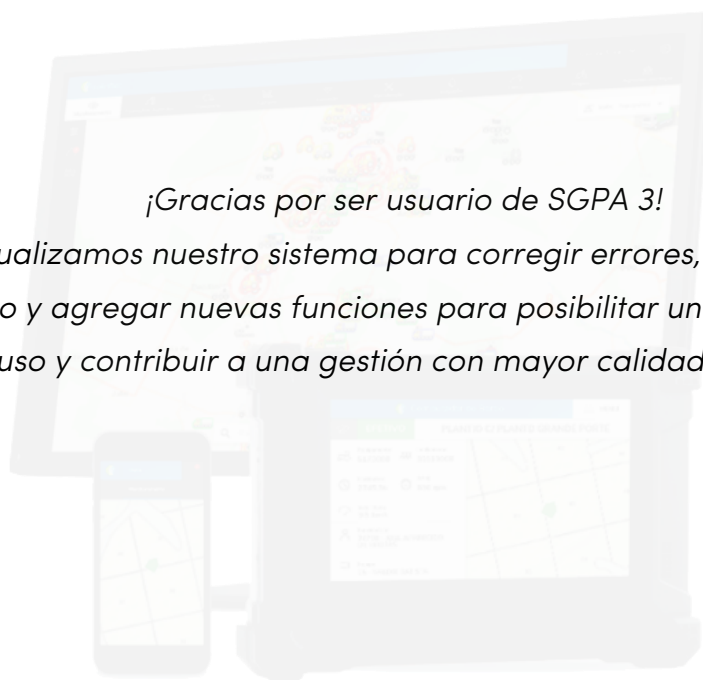 ¡Gracias por ser usuario de SGPA 3!
ualizamos nuestro sistema para corregir errores,
o y agregar nuevas funciones para posibilitar un
uso y contribuir a una gestión con mayor calidad